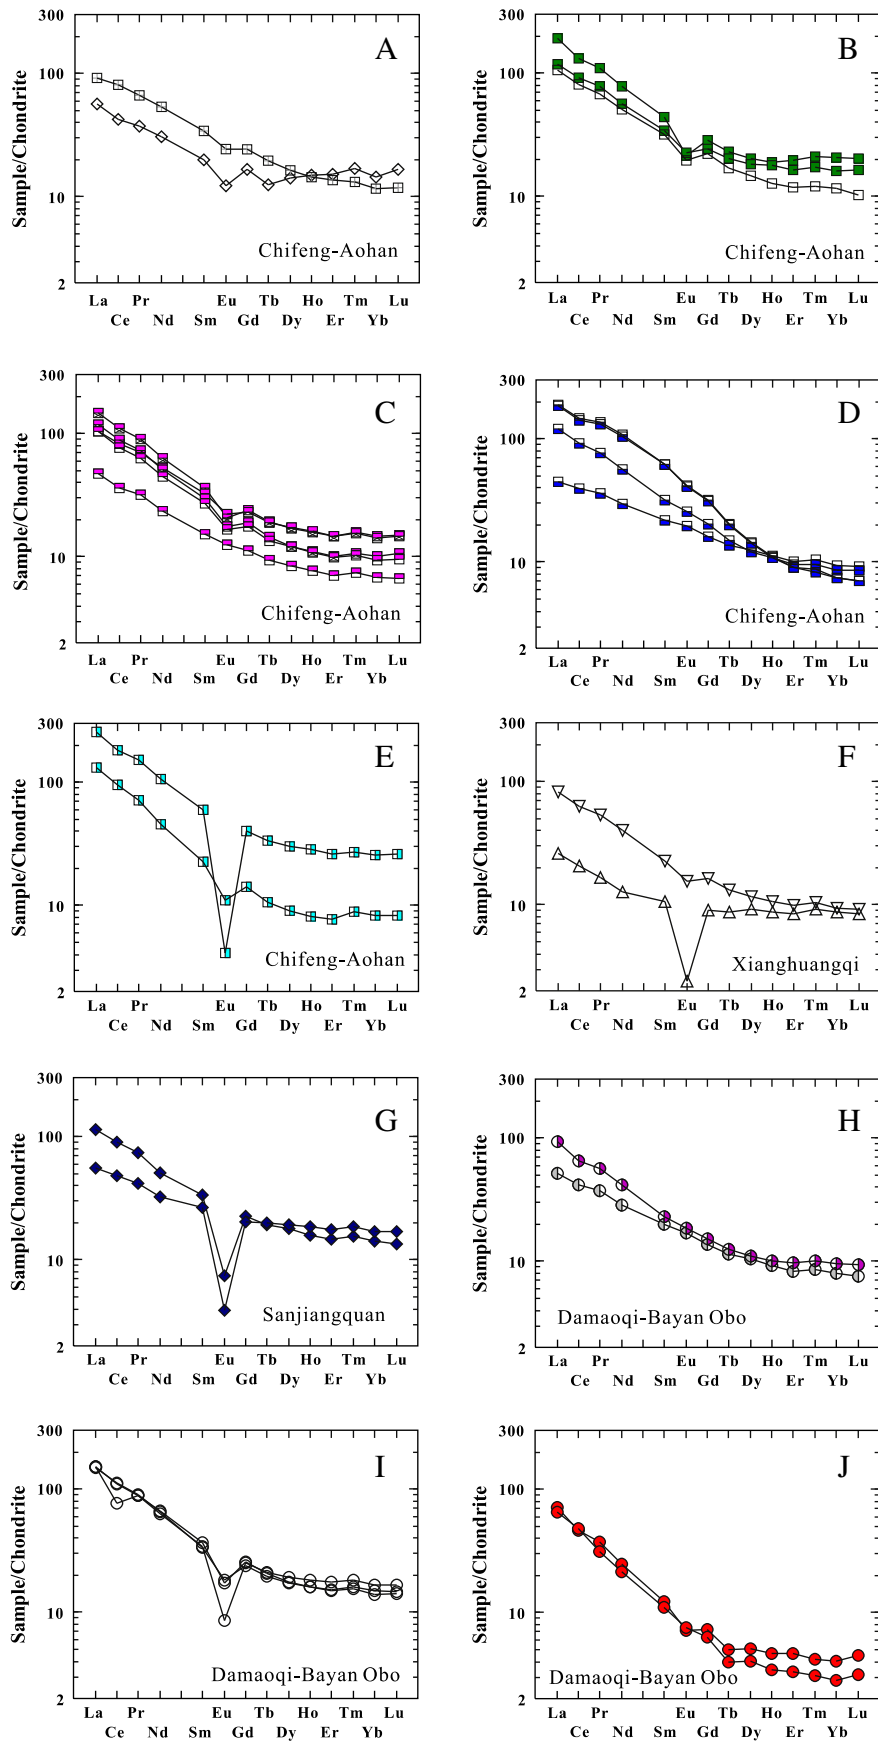 300
100
10
2
Sample/Chondrite
A
Chifeng-Aohan
La Pr Eu Tb Ho Tm Lu
Ce Nd Sm Gd Dy Er Yb
300
100
10
2
Sample/Chondrite
B
Chifeng-Aohan
La Pr Eu Tb Ho Tm Lu
Ce Nd Sm Gd Dy Er Yb
300
100
10
2
Sample/Chondrite
C
Chifeng-Aohan
La Pr Eu Tb Ho Tm Lu
Ce Nd Sm Gd Dy Er Yb
300
100
10
2
Sample/Chondrite
D
Chifeng-Aohan
La Pr Eu Tb Ho Tm Lu
Ce Nd Sm Gd Dy Er Yb
300
100
10
2
Sample/Chondrite
E
Chifeng-Aohan
La Pr Eu Tb Ho Tm Lu
Ce Nd Sm Gd Dy Er Yb
300
100
10
2
Sample/Chondrite
F
Xianghuangqi
La Pr Eu Tb Ho Tm Lu
Ce Nd Sm Gd Dy Er Yb
300
100
10
2
Sample/Chondrite
G
Sanjiangquan
La Pr Eu Tb Ho Tm Lu
Ce Nd Sm Gd Dy Er Yb
300
100
10
2
Sample/Chondrite
H
Damaoqi-Bayan Obo
La Pr Eu Tb Ho Tm Lu
Ce Nd Sm Gd Dy Er Yb
300
100
10
2
Sample/Chondrite
I
Damaoqi-Bayan Obo
La Pr Eu Tb Ho Tm Lu
Ce Nd Sm Gd Dy Er Yb
300
100
10
2
Sample/Chondrite
J
Damaoqi-Bayan Obo
La Pr Eu Tb Ho Tm Lu
Ce Nd Sm Gd Dy Er Yb